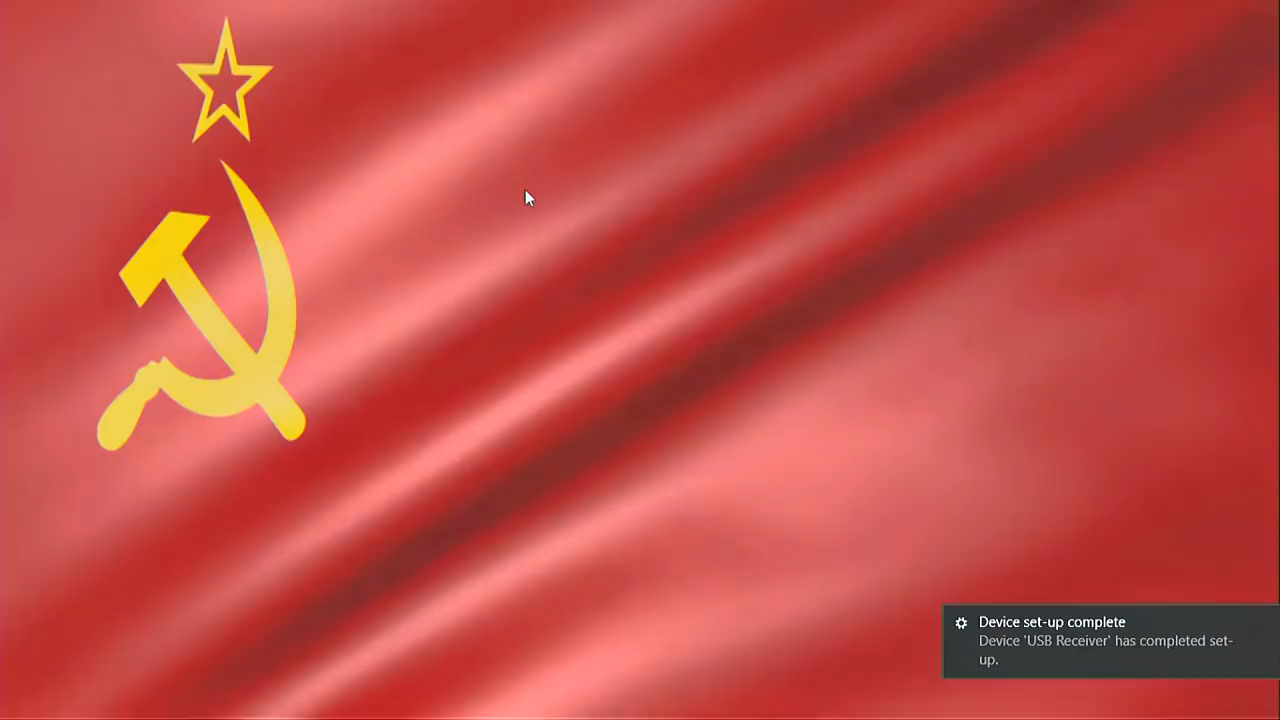 Device set-up complete
Device 'USB Receiver' has completed set-
up.